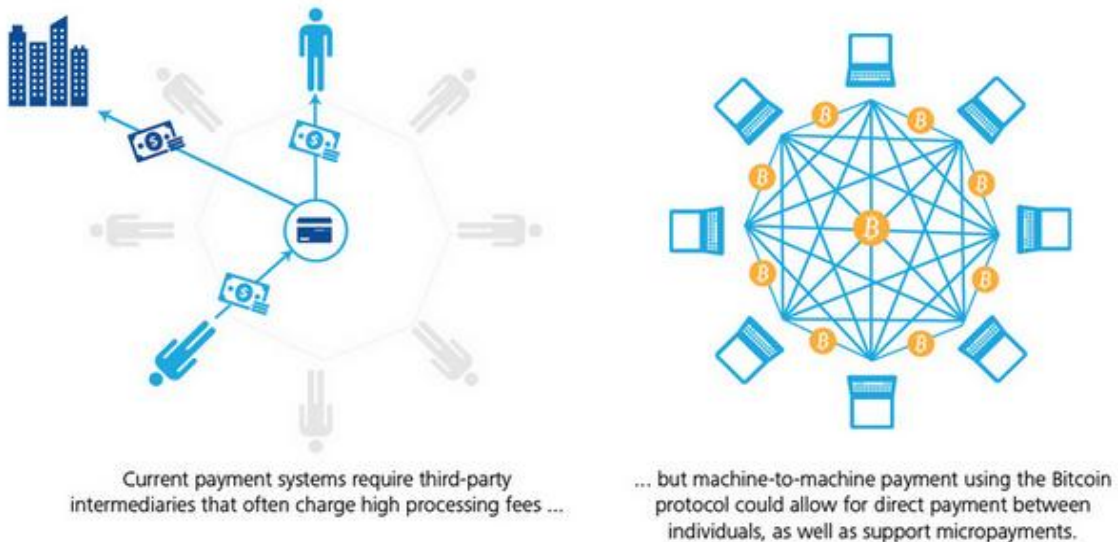 Current payment systems require third-party
intermediaries that often charge high processing fees ...
... but machine-to-machine payment using the Bitcoin
protocol could allow for direct payment between
individuals, as well as support micropayments.